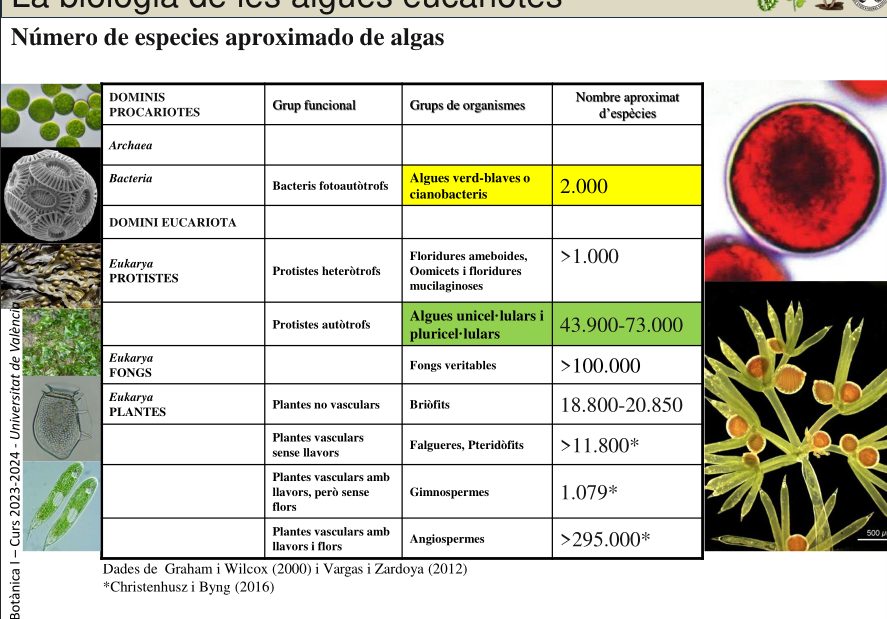 La biologia de les algues eucariotes
Número de especies aproximado de algas
DOMINIS
PROCARIOTES
Grup funcional
Grups de organismes
Nombre aproximat
d'espècies
Archaea
Bacteria
Bacteris fotoautòtrofs
Algues verd-blaves o
cianobacteris
2.000
DOMINI EUCARIOTA
Eukarya
PROTISTES
Protistes heteròtrofs
Floridures ameboides,
Oomicets i floridures
mucilaginoses
>1.000
Protistes autòtrofs
Algues unicel·lulars i
pluricel·lulars
43.900-73.000
Eukarya
FONGS
Fongs veritables
>100.000
Eukarya
PLANTES
Plantes no vasculars
Briòfits
18.800-20.850
Plantes vasculars
sense llavors
Falgueres, Pteridòfits
>11.800*
Plantes vasculars amb
llavors, però sense
flors
Gimnospermes
1.079*
Plantes vasculars amb
llavors i flors
Angiospermes
>295.000*
Dades de Graham i Wilcox (2000) i Vargas i Zardoya (2012)
*Christenhusz i Byng (2016)
Botànica I – Curs 2023-2024 - Universitat de València
500 µ